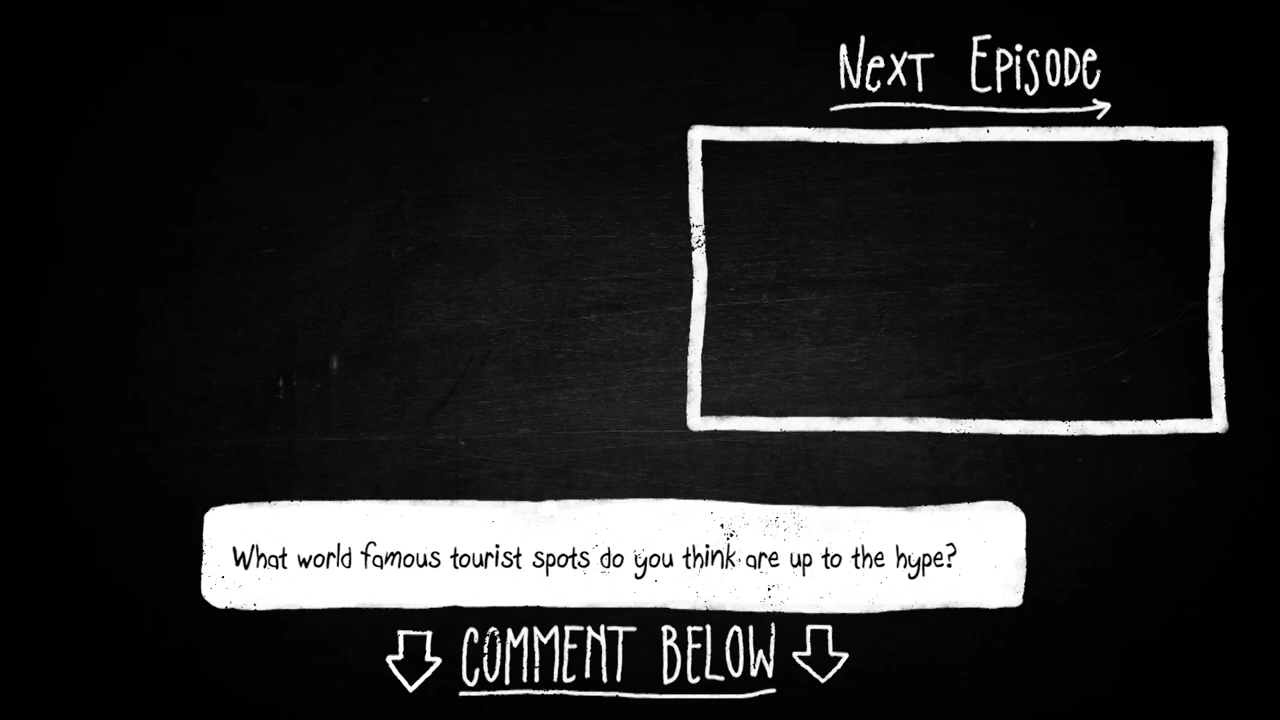 Next Episode
What world famous tourist spots do you think are up to the hype?
COMMENT BELOW